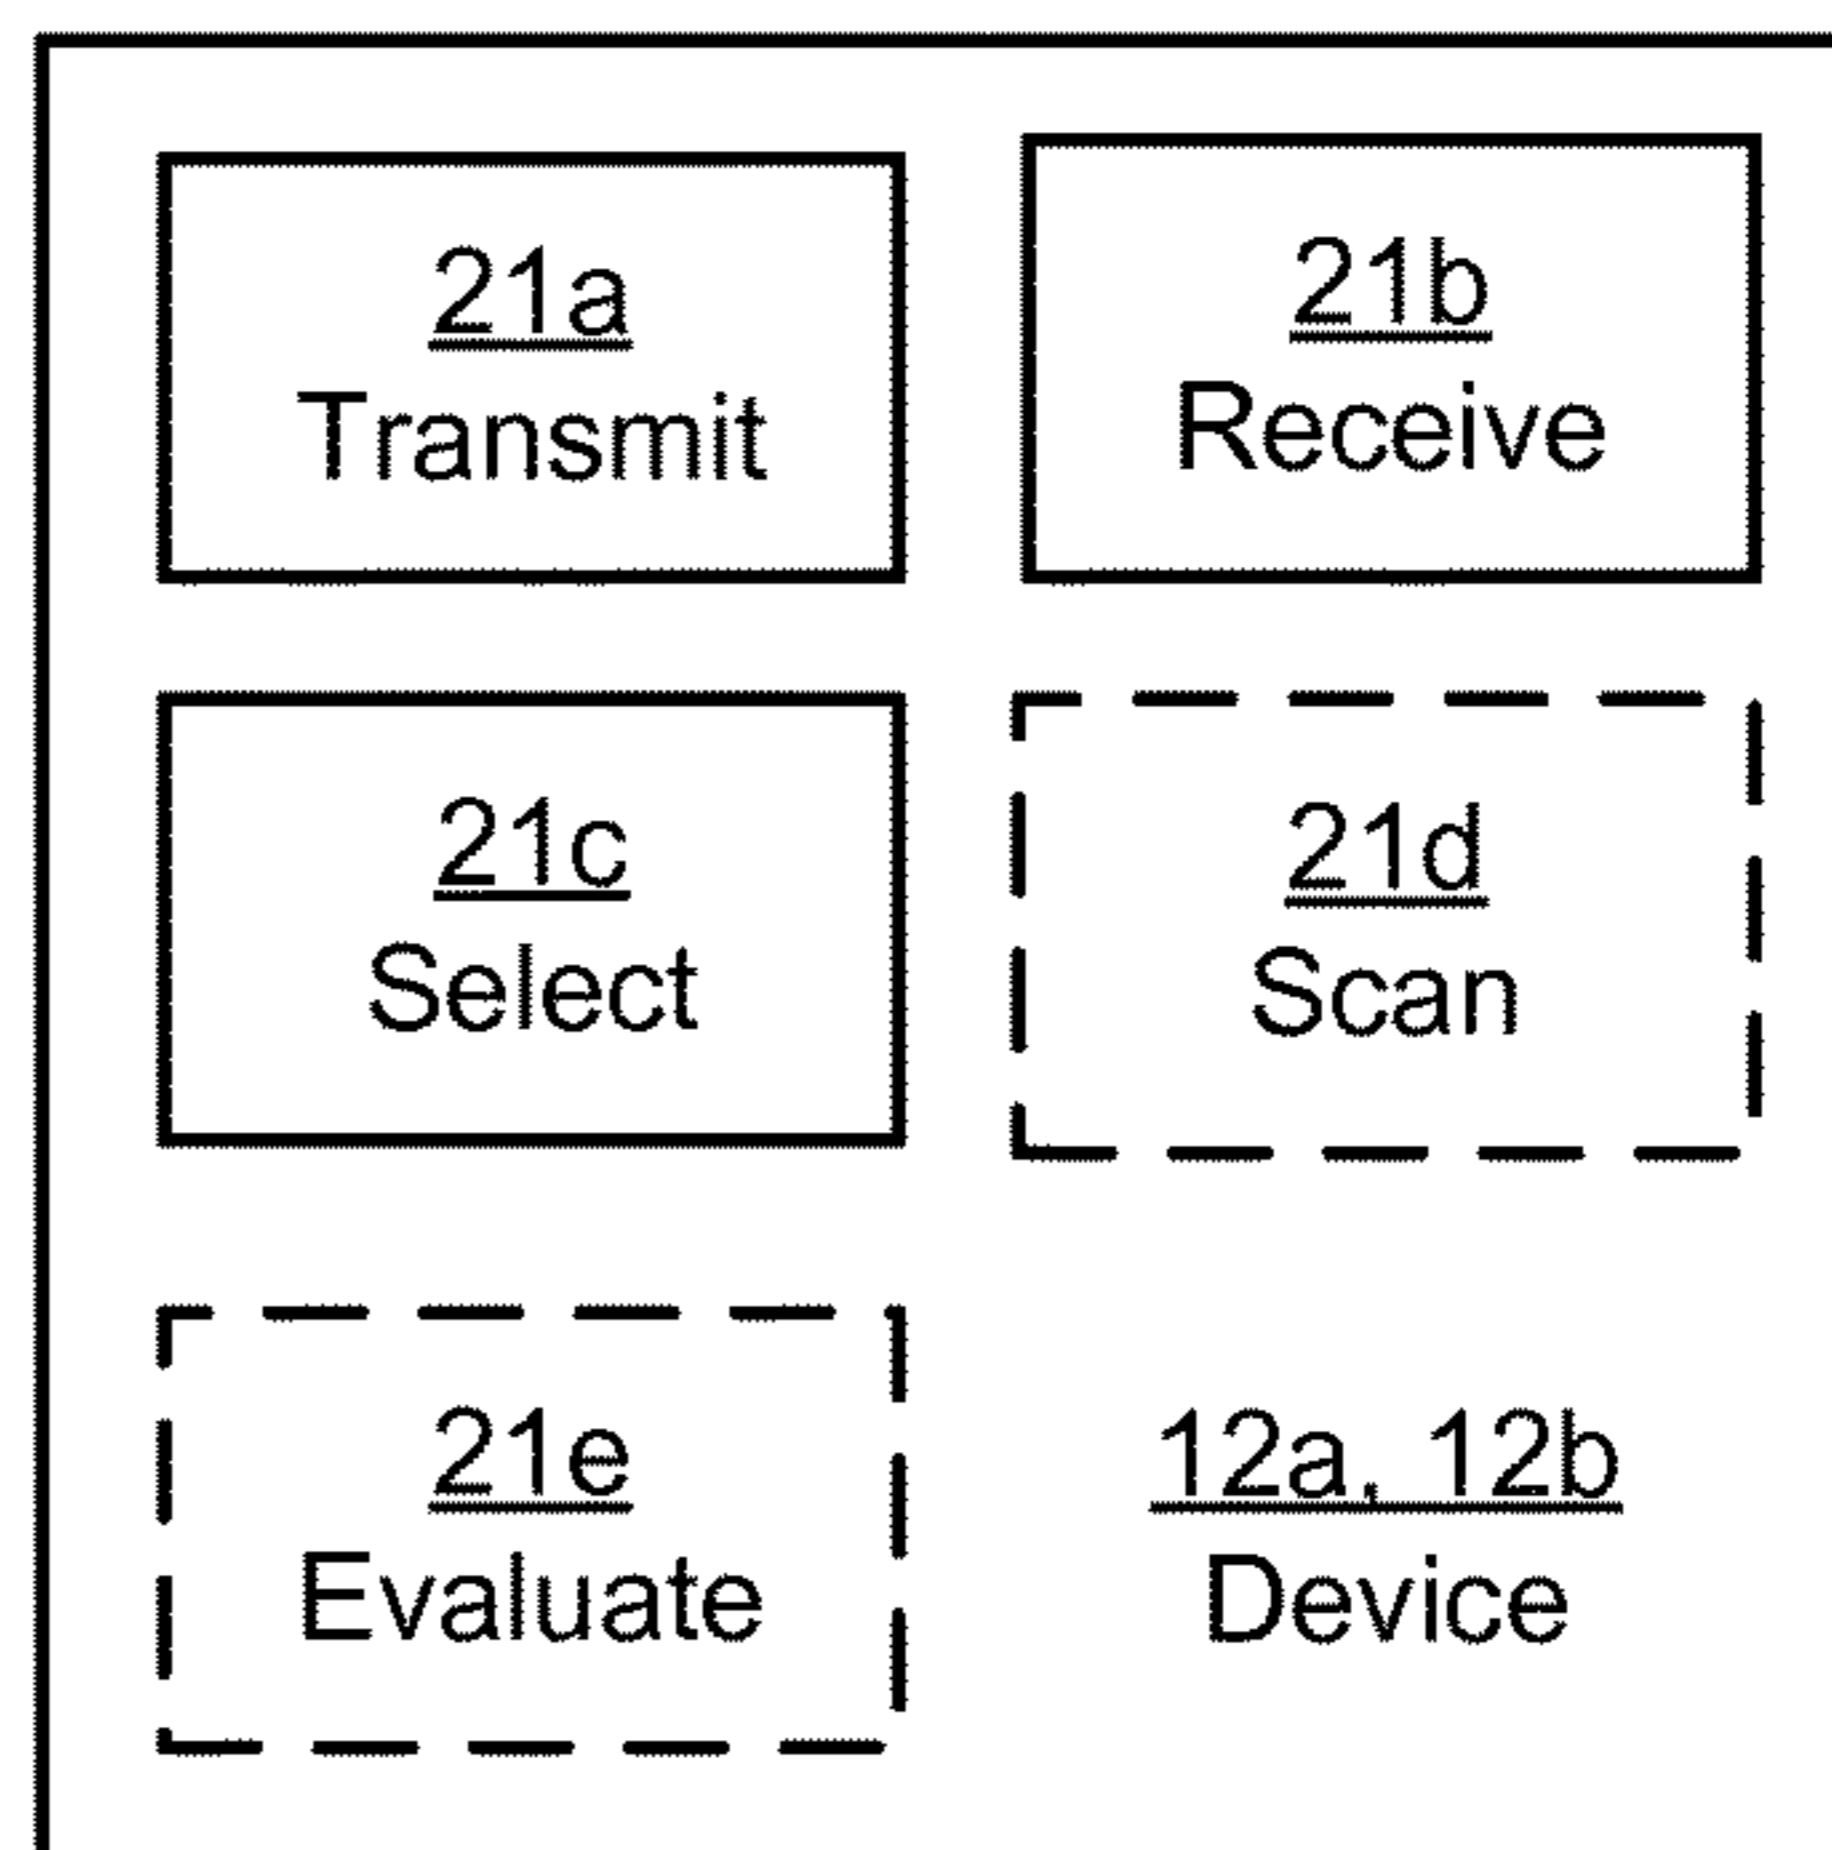 21a
Transmit
21b
Receive
21c
Select
21d
Scan
21e
Evaluate
12a, 12b
Device